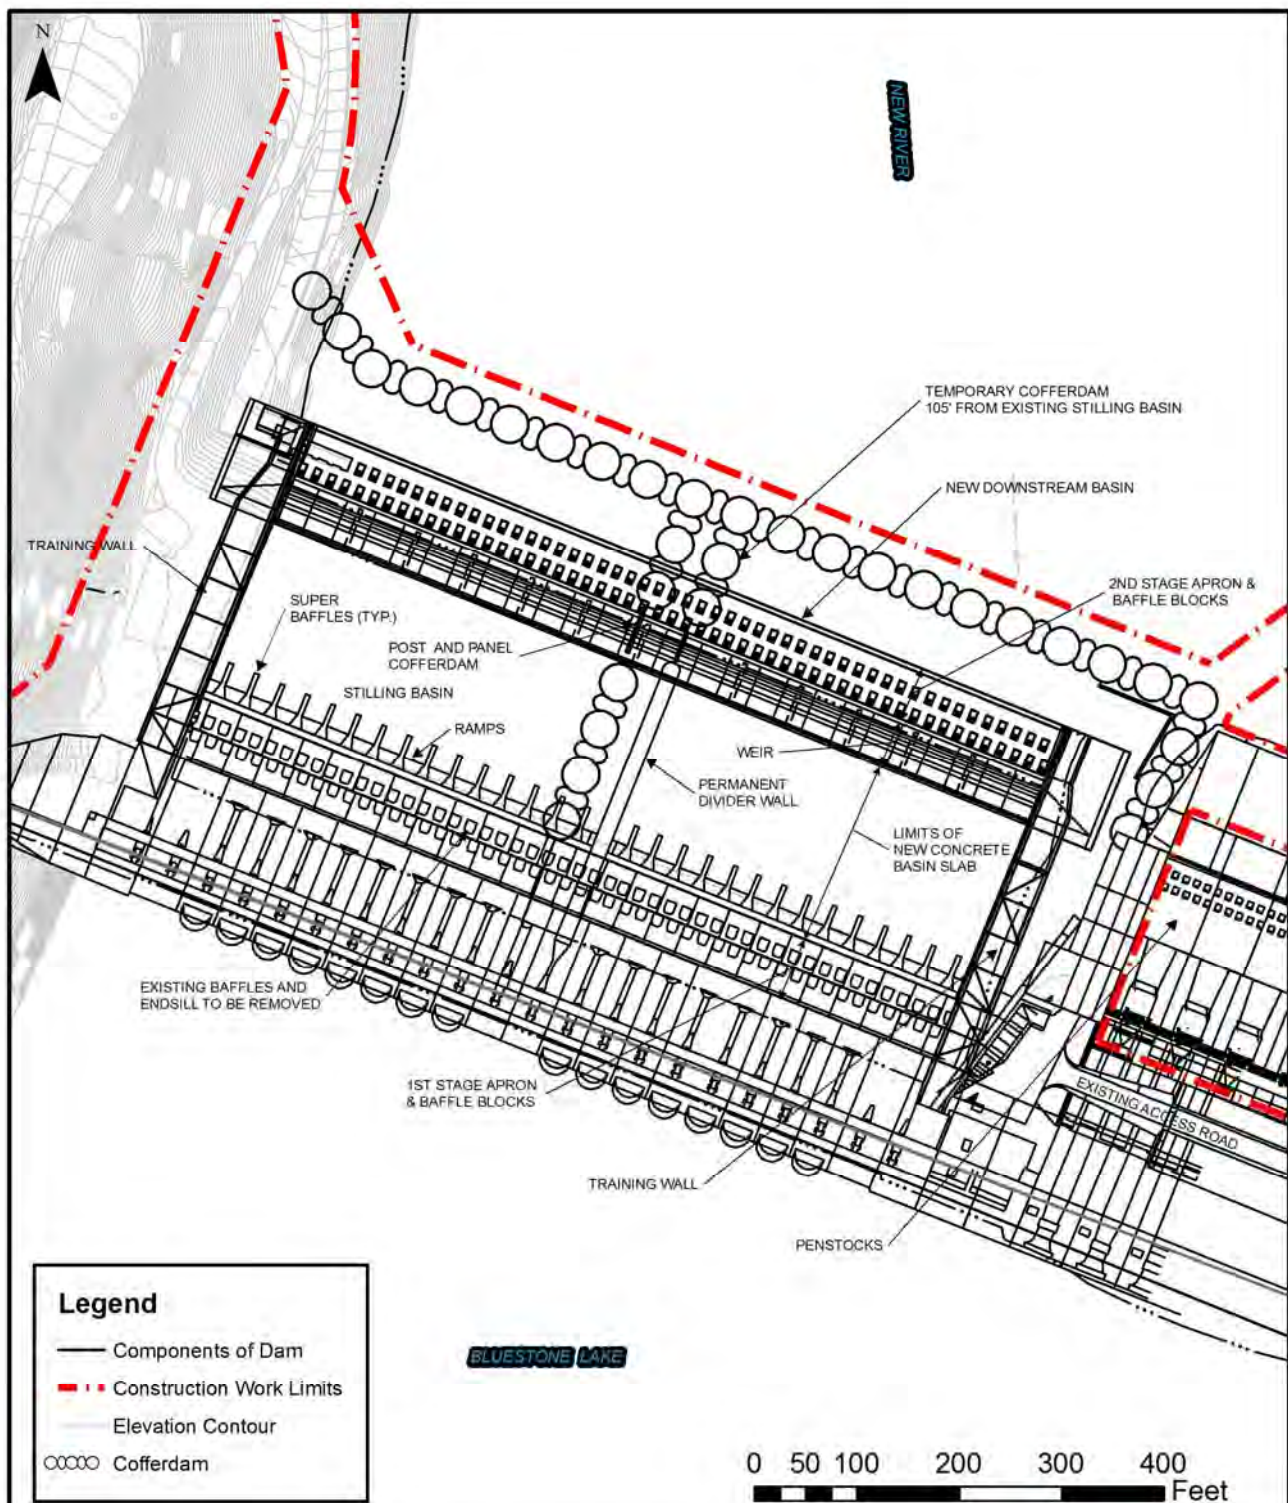 N
NEW RIVER
TEMPORARY COFFERDAM
105' FROM EXISTING STILLING BASIN
NEW DOWNSTREAM BASIN
TRAINING WALL
2ND STAGE APRON &
BAFFLE BLOCKS
SUPER
BAFFLES (TYP.)
POST AND PANEL
COFFERDAM
STILLING BASIN
RAMPS
WEIR
PERMANENT
DIVIDER WALL
LIMITS OF
NEW CONCRETE
BASIN SLAB
EXISTING BAFFLES AND
ENDSILL TO BE REMOVED
1ST STAGE APRON
& BAFFLE BLOCKS
EXISTING ACCESS ROAD
TRAINING WALL
PENSTOCKS
BLUESTONE LAKE
Legend
Components of Dam
Construction Work Limits
Elevation Contour
Cofferdam
0 50 100 200 300 400
Feet